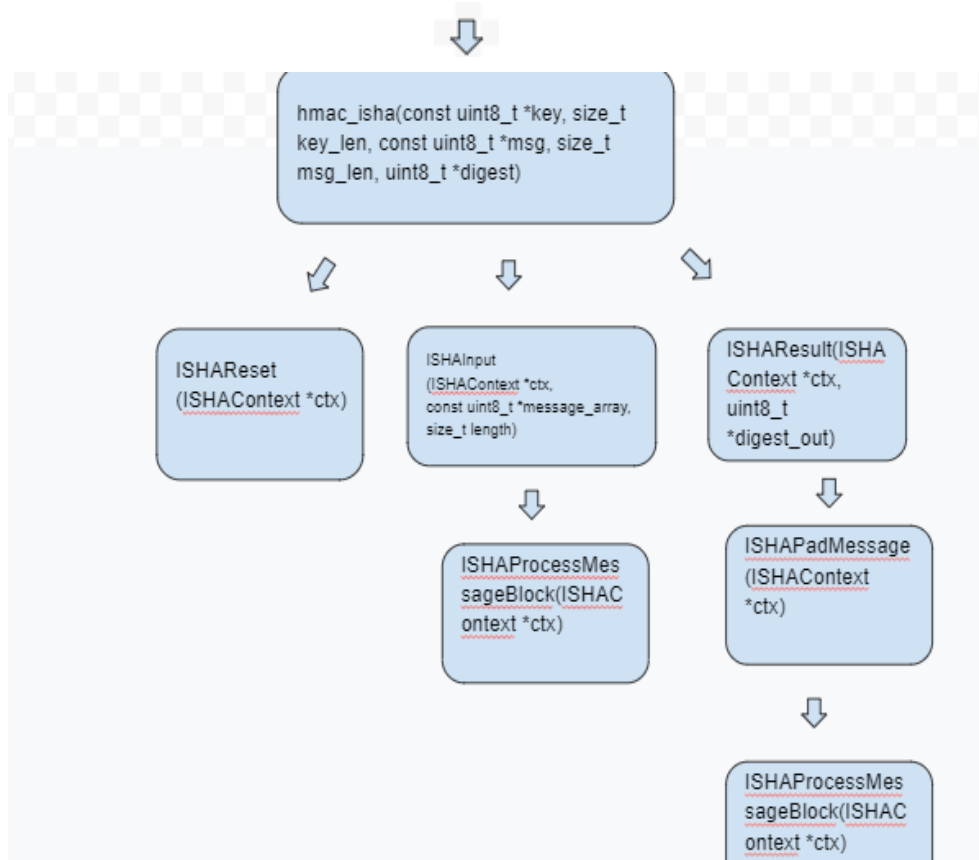 hmac_isha(const uint8_t *key, size_t
key_len, const uint8_t *msg, size_t
msg_len, uint8_t *digest)
ISHAReset
(ISHAContext *ctx)
ISHAInput
(ISHAContext *ctx,
const uint8_t *message_array,
size_t length)
ISHAResult(ISHA
Context *ctx,
uint8_t
*digest_out)
ISHAProcessMes
sageBlock(ISHAC
ontext *ctx)
ISHAPadMessage
(ISHAContext
*ctx)
ISHAProcessMes
sageBlock(ISHAC
ontext *ctx)